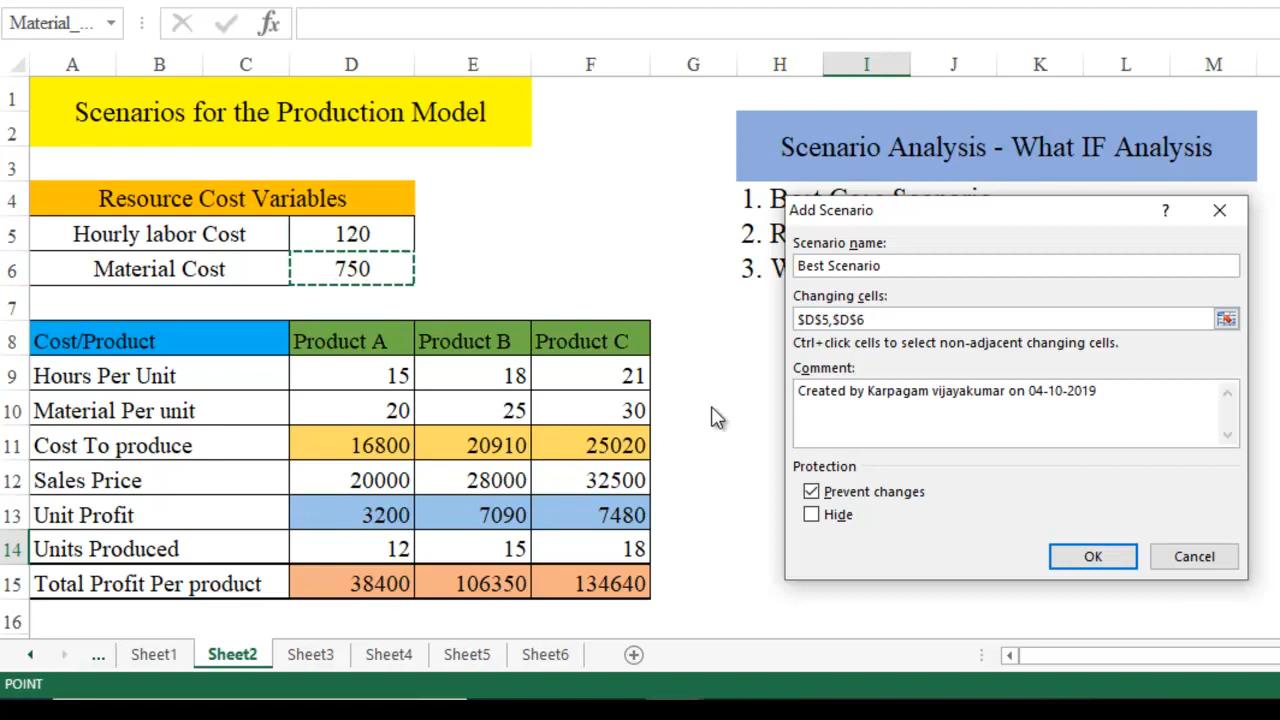 Material_...
fx
A B C D E F G H I J K L M
1 Scenarios for the Production Model
2 Scenario Analysis - What IF Analysis
3
4 Resource Cost Variables 1.
Add Scenario ?
5 Hourly labor Cost 120 2.
6 Material Cost 750 3.
Scenario name:
Best Scenario
Changing cells:
$D$5,$D$6
Ctrl+click cells to select non-adjacent changing cells.
Comment:
Created by Karpagam vijayakumar on 04-10-2019
Protection
Prevent changes
Hide
OK Cancel
7
8 Cost/Product Product A Product B Product C
9 Hours Per Unit 15 18 21
10 Material Per unit 20 25 30
11 Cost To produce 16800 20910 25020
12 Sales Price 20000 28000 32500
13 Unit Profit 3200 7090 7480
14 Units Produced 12 15 18
15 Total Profit Per product 38400 106350 134640
16
... Sheet1 Sheet2 Sheet3 Sheet4 Sheet5 Sheet6
POINT